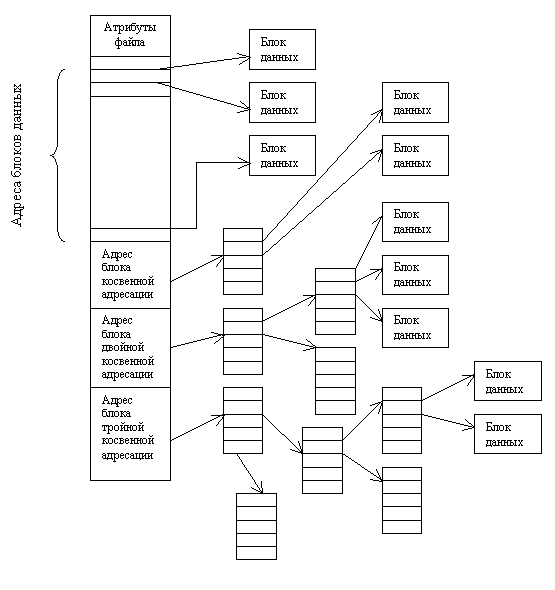 Атрибуты
файла
Адреса блоков данных
Блок
данных
Блок
данных
Блок
данных
Блок
данных
Блок
данных
Адрес
блока
косвенной
адресации
Блок
данных
Блок
данных
Блок
данных
Адрес
блока
двойной
косвенной
адресации
Адрес
блока
тройной
косвенной
адресации
Блок
данных
Блок
данных